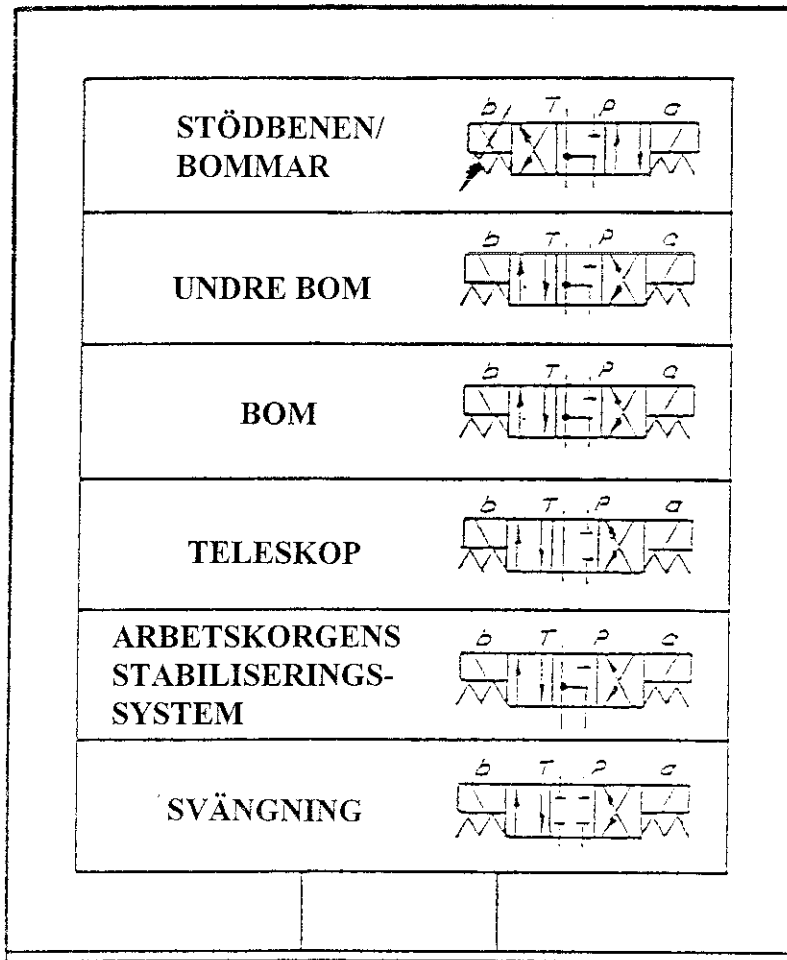 b T P a
STÖDBENEN/
BOMMAR
b T P a
UNDRE BOM
b T P a
BOM
b T P a
TELESKOP
b T P a
ARBETSKORGENS
STABILISERINGS-
SYSTEM
b T P a
SVÄNGNING